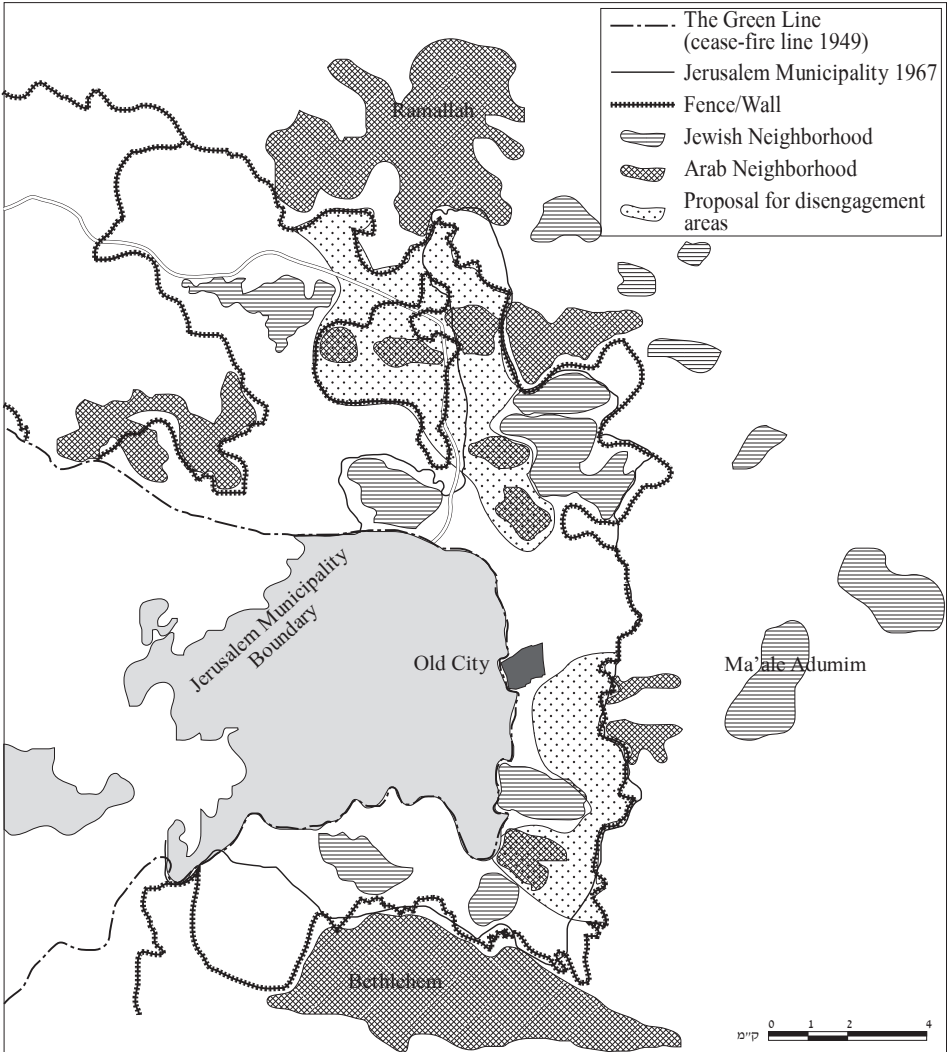 The Green Line
(cease-fire line 1949)
Jerusalem Municipality 1967
Fence/Wall
Jewish Neighborhood
Arab Neighborhood
Proposal for disengagement
areas
Ramallah
Jerusalem Municipality
Boundary
Old City
Ma'ale Adumim
Bethlehem
ק"מ 0 1 2 4